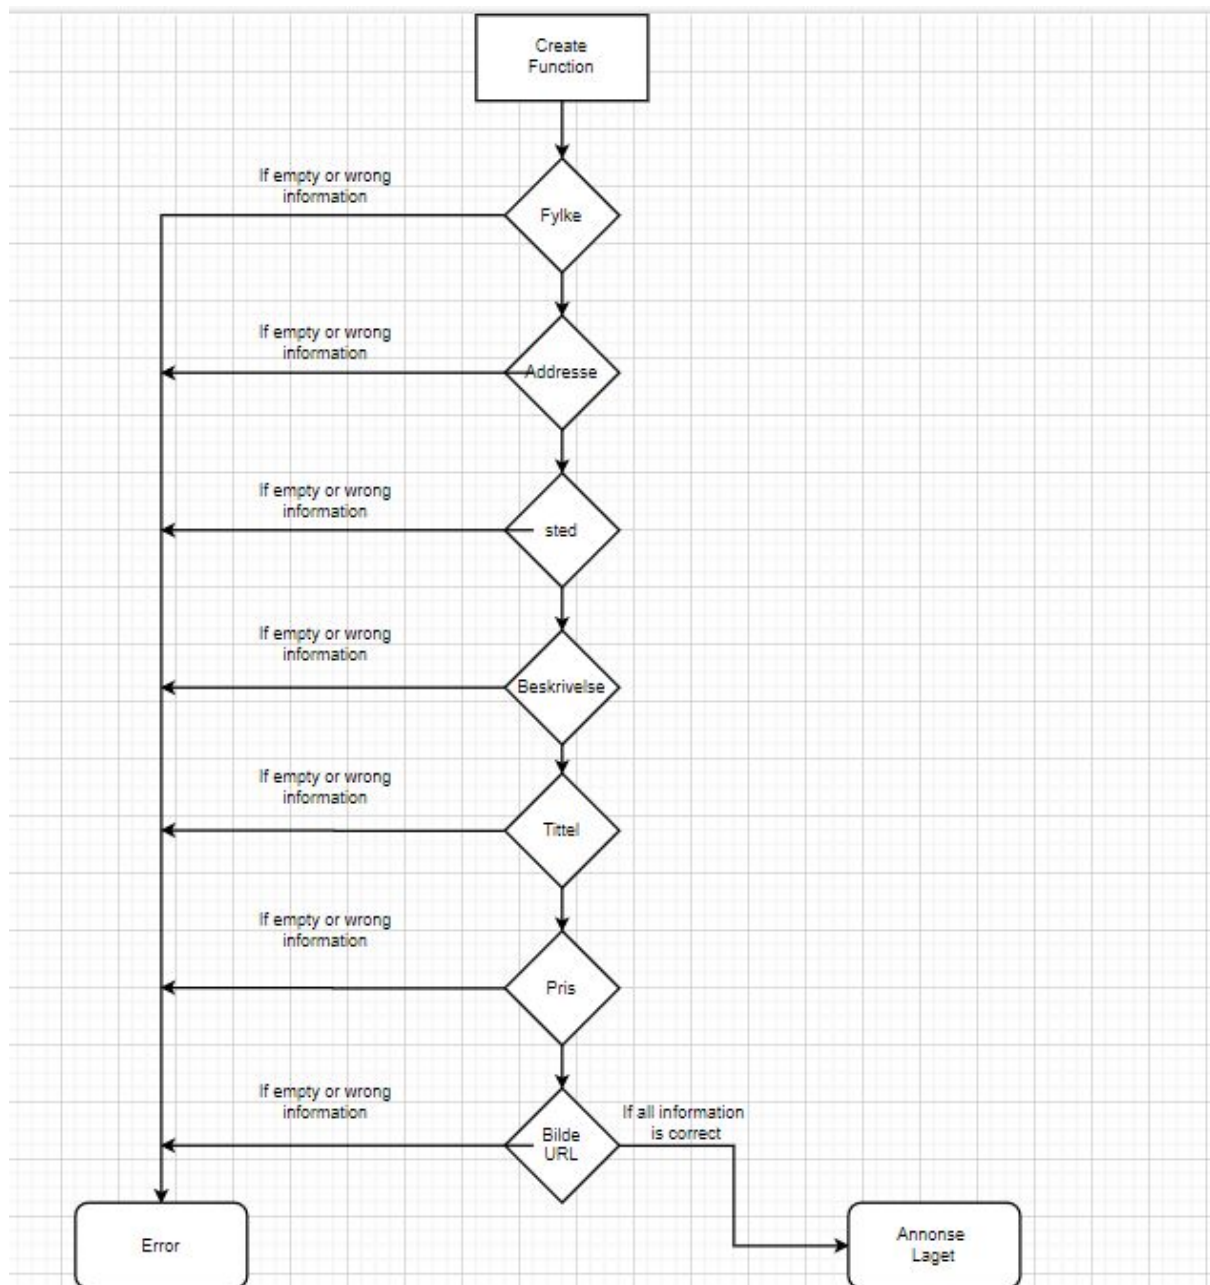 Create
Function
If empty or wrong
information
Fylke
If empty or wrong
information
Addresse
If empty or wrong
information
sted
If empty or wrong
information
Beskrivelse
If empty or wrong
information
Tittel
If empty or wrong
information
Pris
If empty or wrong
information
Bilde
URL
If all information
is correct
Error
Annonse
Laget